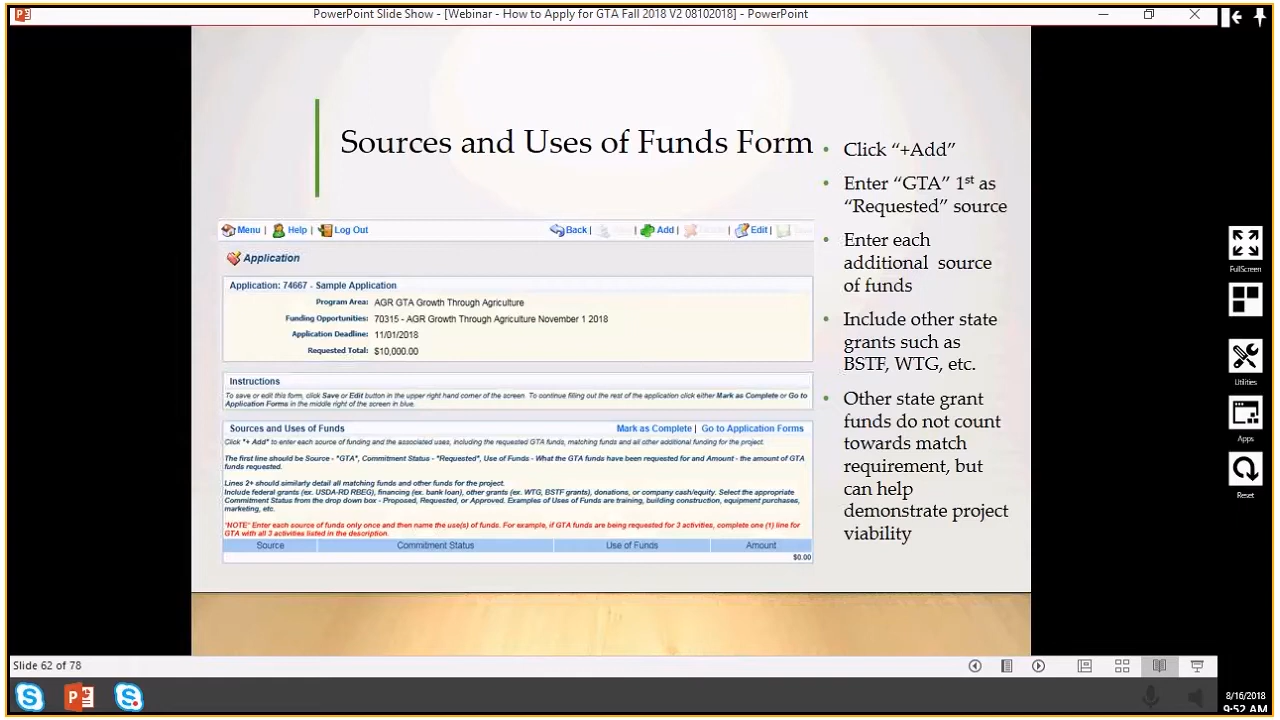 PowerPoint Slide Show - [Webinar - How to Apply for GTA Fall 2018 V2 08102018] - PowerPoint
Sources and Uses of Funds Form
Menu | Help | Log Out
Back | | Add | | Edit |
Application
Application: 74667 - Sample Application
Program Area: AGR GTA Growth Through Agriculture
Funding Opportunities: 70315 - AGR Growth Through Agriculture November 1 2018
Application Deadline: 11/01/2018
Requested Total: $10,000.00
Instructions
To save or edit this form, click Save or Edit button in the upper right hand corner of the screen. To continue filling out the rest of the application click either Mark as Complete or Go to
Application Forms in the middle right of the screen in blue.
Sources and Uses of Funds Mark as Complete | Go to Application Forms
Click "+ Add" to enter each source of funding and the associated uses, including the requested GTA funds, matching funds and all other additional funding for the project.
The first line should be Source - "GTA", Commitment Status - "Requested", Use of Funds - What the GTA funds have been requested for and Amount - the amount of GTA
funds requested.
Lines 2+ should similarly detail all matching funds and other funds for the project.
Include federal grants (ex. USDA-RD RBEG), financing (ex. bank loan), other grants (ex. WTG, BSTF grants), donations, or company cash/equity. Select the appropriate
Commitment Status from the drop down box - Proposed, Requested, or Approved. Examples of Uses of Funds are training, building construction, equipment purchases,
marketing, etc.
"NOTE" Enter each source of funds only once and then name the use(s) of funds. For example, if GTA funds are being requested for 3 activities, complete one (1) line for
GTA with all 3 activities listed in the description.
Source Commitment Status Use of Funds Amount
$0.00
• Click “+Add”
• Enter “GTA” 1st as
“Requested” source
• Enter each
additional source
of funds
• Include other state
grants such as
BSTF, WTG, etc.
• Other state grant
funds do not count
towards match
requirement, but
can help
demonstrate project
viability
FullScreen
Utilities
Apps
Reset
Slide 62 of 78
8/16/2018
9:52 AM